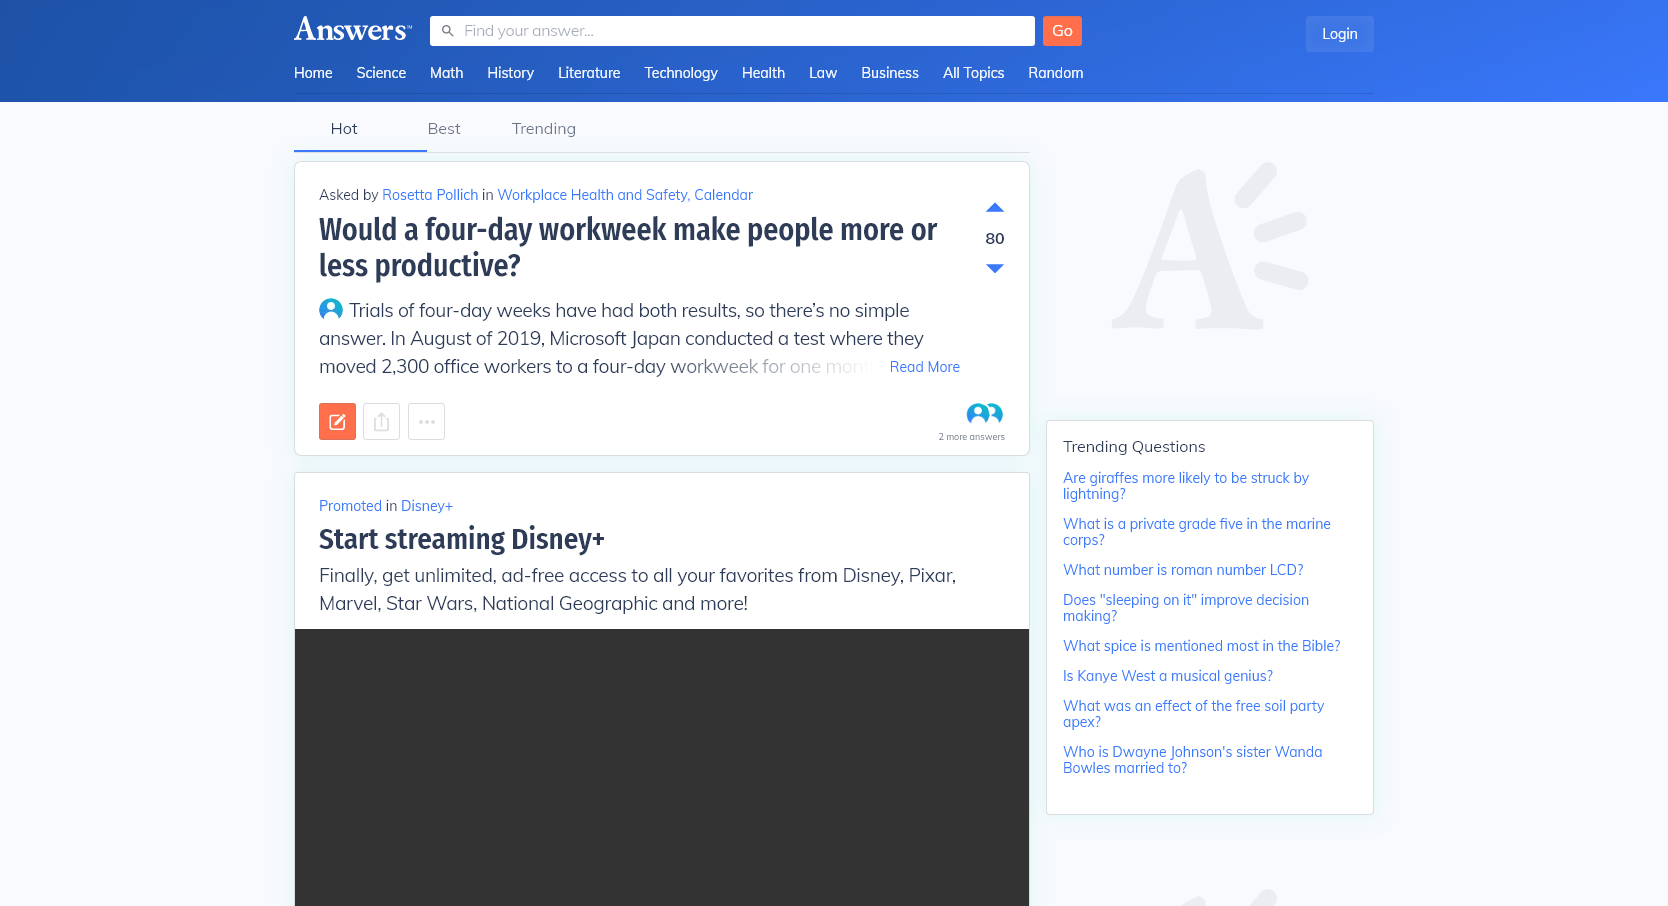 Answers™
Find your answer...
Go
Login
Home Science Math History Literature Technology Health Law Business All Topics Random
Hot Best Trending
Asked by Rosetta Pollich in Workplace Health and Safety, Calendar
Would a four-day workweek make people more or
less productive?
80
Trials of four-day weeks have had both results, so there’s no simple
answer. In August of 2019, Microsoft Japan conducted a test where they
moved 2,300 office workers to a four-day workweek for one month
Read More
2 more answers
Promoted in Disney+
Start streaming Disney+
Finally, get unlimited, ad-free access to all your favorites from Disney, Pixar,
Marvel, Star Wars, National Geographic and more!
Trending Questions
Are giraffes more likely to be struck by
lightning?
What is a private grade five in the marine
corps?
What number is roman number LCD?
Does "sleeping on it" improve decision
making?
What spice is mentioned most in the Bible?
Is Kanye West a musical genius?
What was an effect of the free soil party
apex?
Who is Dwayne Johnson's sister Wanda
Bowles married to?